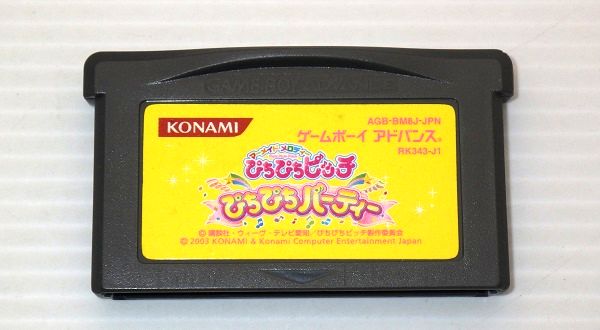 KONAMI
AGB-BM8J-JPN
ゲームボーイ アドバンス
RK343-J1
マーメイド メロディー
ぴちぴちピッチ
ぴちぴちパーティー
© 講談社・ウィーヴ・テレビ愛知/ぴちぴちピッチ製作委員会
© 2003 KONAMI & Konami Computer Entertainment Japan